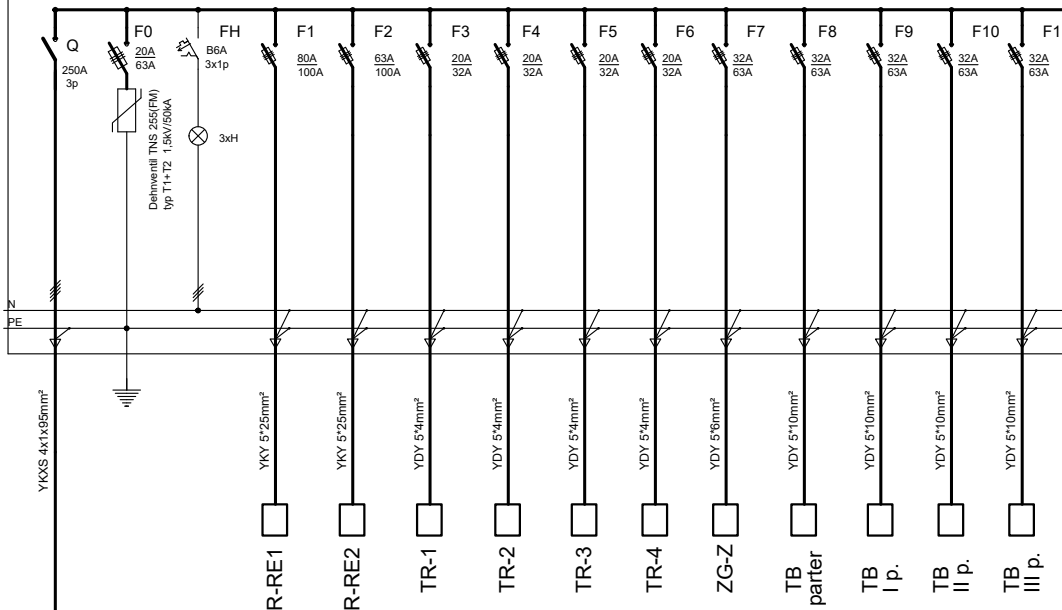 Q
250A
3p
F0
20A
63A
FH
B6A
3x1p
F1
80A
100A
F2
63A
100A
F3
20A
32A
F4
20A
32A
F5
20A
32A
F6
20A
32A
F7
32A
63A
F8
32A
63A
F9
32A
63A
F10
32A
63A
F1
32A
63A
Dehnventil TNS 255(FM)
typ T1+T2 1,5kV/50kA
3xH
N
PE
YKXS 4x1x95mm²
YKY 5*25mm²
YKY 5*25mm²
YDY 5*4mm²
YDY 5*4mm²
YDY 5*4mm²
YDY 5*4mm²
YDY 5*6mm²
YDY 5*10mm²
YDY 5*10mm²
YDY 5*10mm²
YDY 5*10mm²
R-RE1
R-RE2
TR-1
TR-2
TR-3
TR-4
ZG-Z
TB
parter
TB
I p.
TB
II p.
TB
III p.